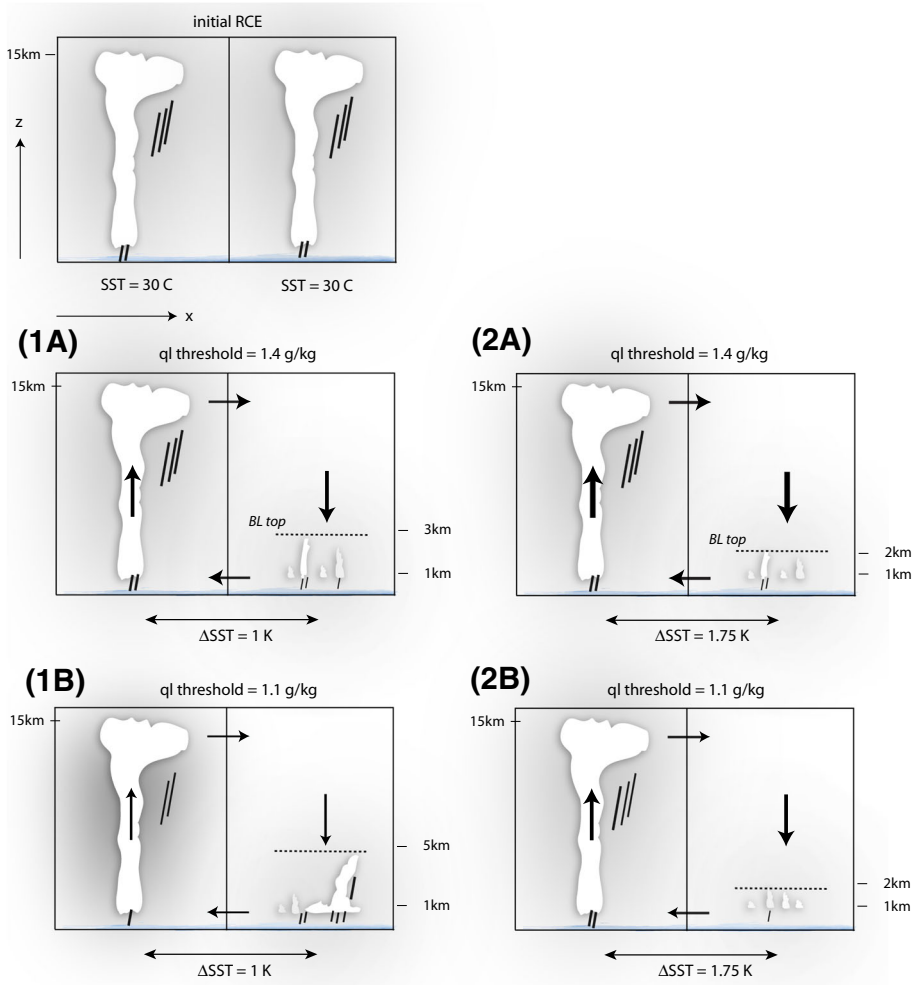 initial RCE
15km
z
SST = 30 C
SST = 30 C
x
(1A)
ql threshold = 1.4 g/kg
15km
BL top
3km
1km
ΔSST = 1 K
(2A)
ql threshold = 1.4 g/kg
15km
BL top
2km
1km
ΔSST = 1.75 K
(1B)
ql threshold = 1.1 g/kg
15km
5km
1km
ΔSST = 1 K
(2B)
ql threshold = 1.1 g/kg
15km
2km
1km
ΔSST = 1.75 K